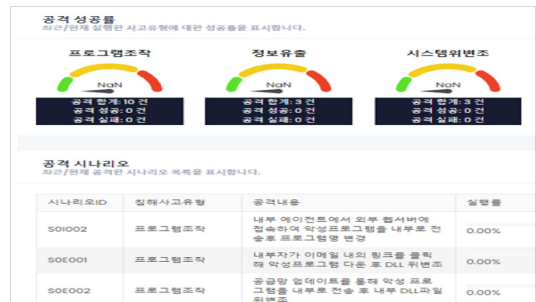 공격 성공률
최근/현재 실행한 사고유형에 대한 성공률을 표시합니다.
프로그램조작
정보유출
시스템위변조
NaN
NaN
NaN
공격 합계: 10 건
공격 성공: 0 건
공격 실패: 0 건
공격 합계: 3 건
공격 성공: 0 건
공격 실패: 0 건
공격 합계: 3 건
공격 성공: 0 건
공격 실패: 0 건
공격 시나리오
최근/현재 공격한 시나리오 목록을 표시합니다.
시나리오ID 침해사고유형 공격내용 실행률
S0I002 프로그램조작 내부 에이전트에서 외부 웹서버에
접속하여 악성프로그램을 내부로 전
송후 프로그램명 변경 0.00%
S0E001 프로그램조작 내부자가 이메일 내의 링크를 클릭
해 악성프로그램 다운 후 DLL 위변조 0.00%
S0E002 프로그램조작 공급망 업데이트를 통해 악성 프로
그램을 내부로 전송 후 내부 DLL파일
위변조 0.00%